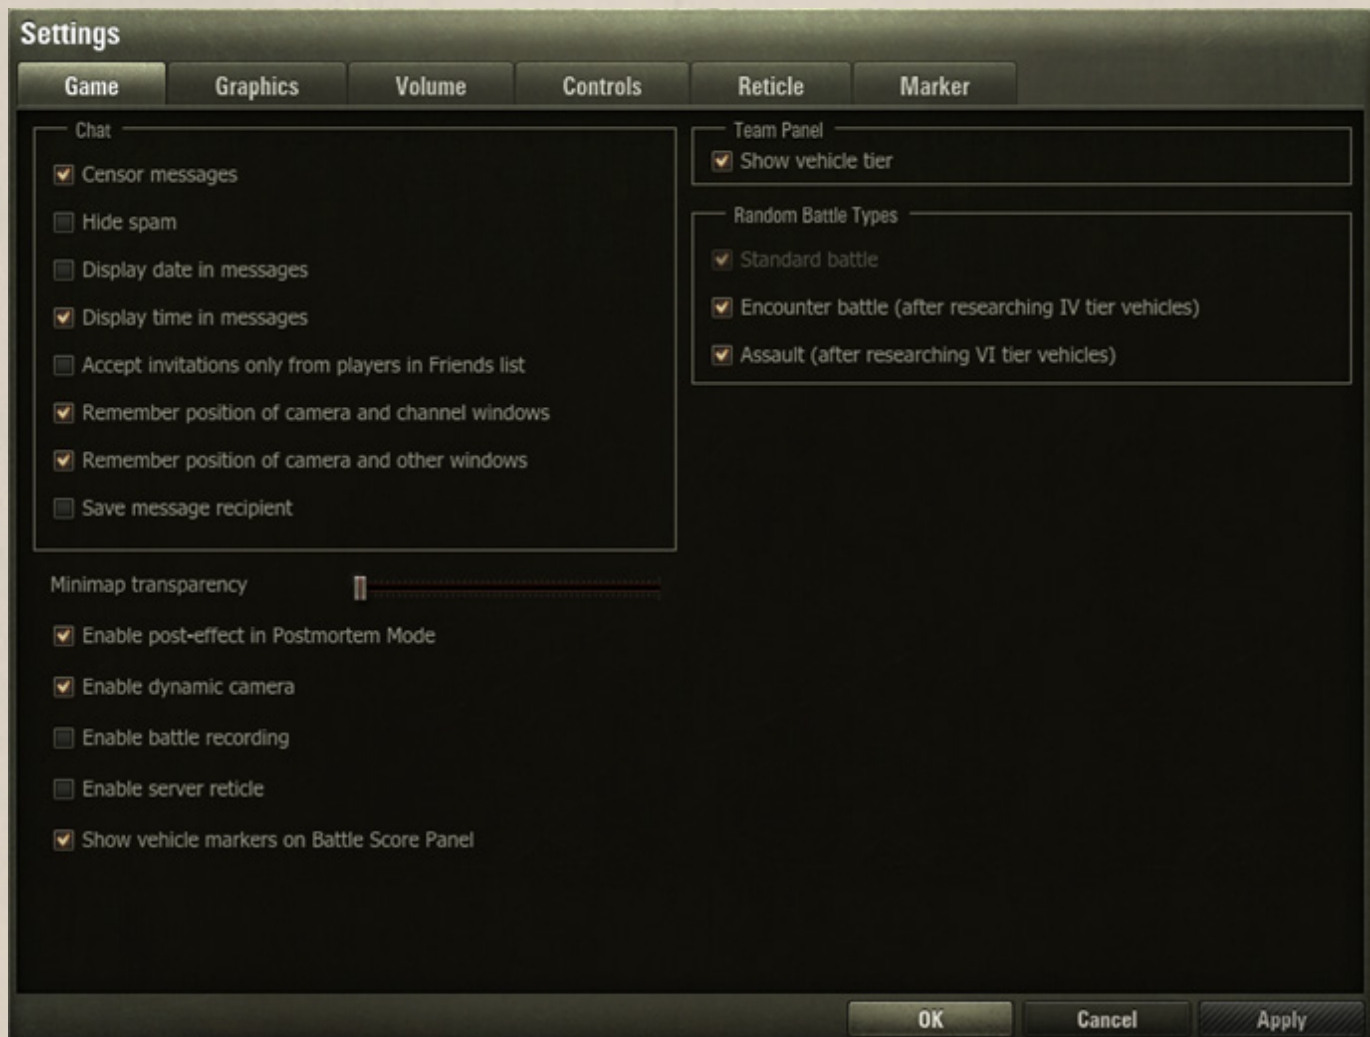 Settings
Game
Graphics
Volume
Controls
Reticle
Marker
Chat
Censor messages
Hide spam
Display date in messages
Display time in messages
Accept invitations only from players in Friends list
Remember position of camera and channel windows
Remember position of camera and other windows
Save message recipient
Minimap transparency
Enable post-effect in Postmortem Mode
Enable dynamic camera
Enable battle recording
Enable server reticle
Show vehicle markers on Battle Score Panel
Team Panel
Show vehicle tier
Random Battle Types
Standard battle
Encounter battle (after researching IV tier vehicles)
Assault (after researching VI tier vehicles)
OK
Cancel
Apply